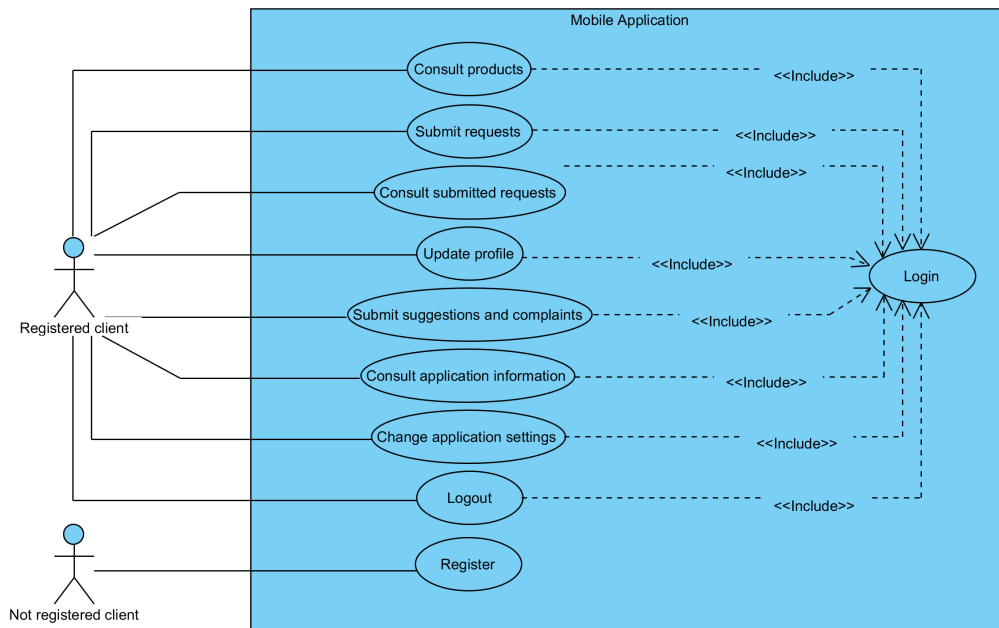 Mobile Application
Consult products
<<Include>>
Submit requests
<<Include>>
Consult submitted requests
<<Include>>
Update profile
<<Include>>
Login
Registered client
Submit suggestions and complaints
<<Include>>
Consult application information
<<Include>>
Change application settings
<<Include>>
Logout
<<Include>>
Register
Not registered client